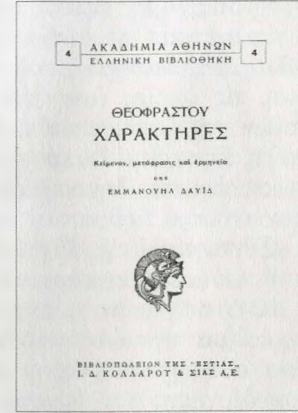 4 ΑΚΑΔΗΜΙΑ ΑΘΗΝΩΝ 4
ΕΛΛΗΝΙΚΗ ΒΙΒΛΙΟΘΗΚΗ
ΘΕΟΦΡΑΣΤΟΥ
ΧΑΡΑΚΤΗΡΕΣ
Κείμενον, μετάφρασις καὶ ἑρμηνεία
ὑπὸ
ΕΜΜΑΝΟΥΗΛ ΔΑΥΪΔ
ΒΙΒΛΙΟΠΩΛΕΙΟΝ ΤΗΣ "ΕΣΤΙΑΣ„
Ι. Δ. ΚΟΛΛΑΡΟΥ & ΣΙΑΣ Α.Ε.